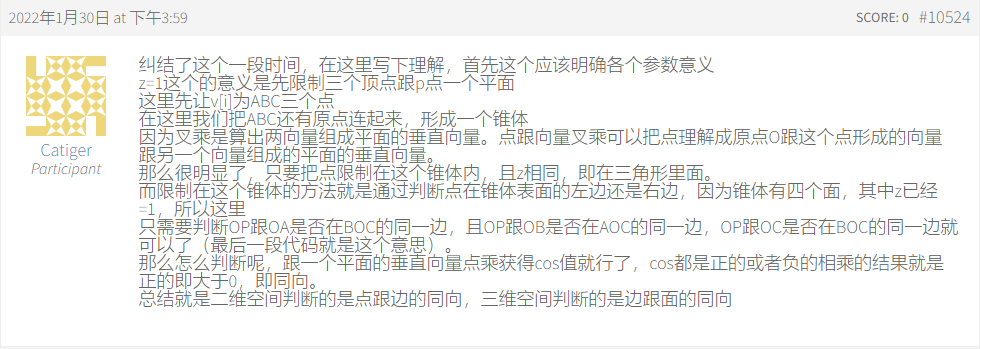 2022年1月30日 at 下午3:59
SCORE: 0 #10524
Catiger
Participant
纠结了这个一段时间，在这里写下理解，首先这个应该明确各个参数意义
z=1这个的意义是先限制三个顶点跟p点一个平面
这里先让v[i]为ABC三个点
在这里我们把ABC还有原点连起来，形成一个锥体
因为叉乘是算出两向量组成平面的垂直向量。点跟向量叉乘可以把点理解成原点O跟这个点形成的向量
跟另一个向量组成的平面的垂直向量。
那么很明显了，只要把点限制在这个锥体内，且z相同，即在三角形里面。
而限制在这个锥体的方法就是通过判断点在锥体表面的左边还是右边，因为锥体有四个面，其中z已经
=1，所以这里
只需要判断OP跟OA是否在BOC的同一边，且OP跟OB是否在AOC的同一边，OP跟OC是否在BOC的同一边就
可以了（最后一段代码就是这个意思）。
那么怎么判断呢，跟一个平面的垂直向量点乘获得cos值就行了，cos都是正的或者负的相乘的结果就是
正的即大于0，即同向。
总结就是二维空间判断的是点跟边的同向，三维空间判断的是边跟面的同向